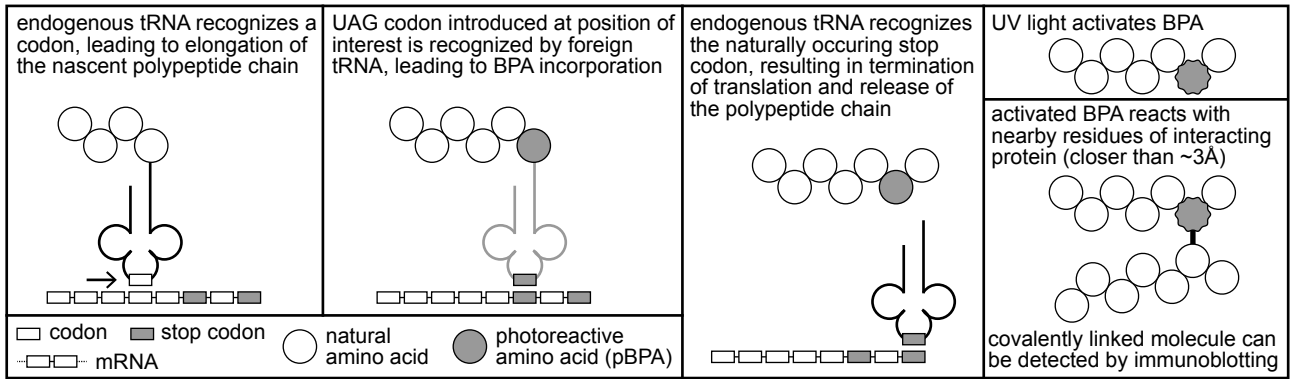 endogenous tRNA recognizes a
codon, leading to elongation of
the nascent polypeptide chain
UAG codon introduced at position of
interest is recognized by foreign
tRNA, leading to BPA incorporation
endogenous tRNA recognizes
the naturally occuring stop
codon, resulting in termination
of translation and release of
the polypeptide chain
UV light activates BPA
activated BPA reacts with
nearby residues of interacting
protein (closer than ~3Å)
covalently linked molecule can
be detected by immunoblotting
codon
stop codon
mRNA
natural
amino acid
photoreactive
amino acid (pBPA)